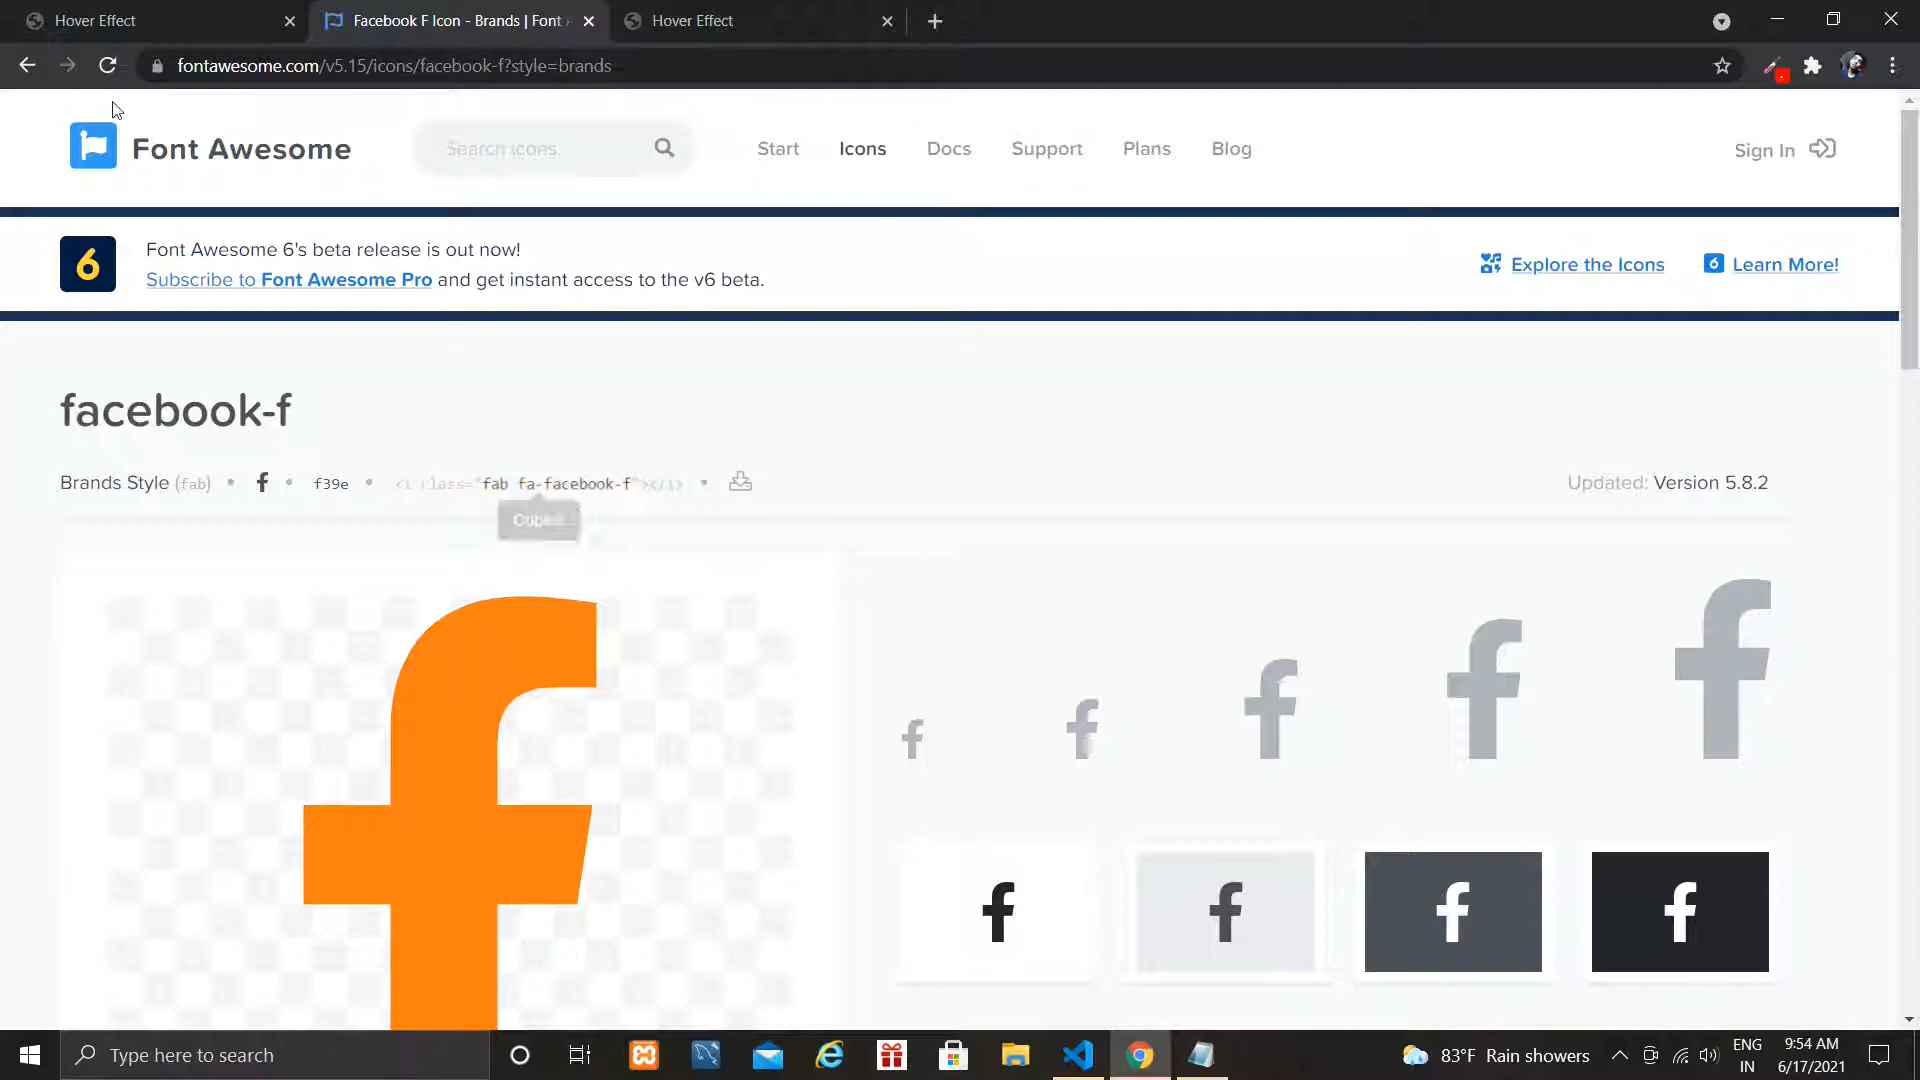 Hover Effect
Facebook F Icon - Brands | Font
Hover Effect
fontawesome.com/v5.15/icons/facebook-f?style=brands
Font Awesome
Search icons
Start
Icons
Docs
Support
Plans
Blog
Sign In
6
Font Awesome 6's beta release is out now!
Subscribe to Font Awesome Pro and get instant access to the v6 beta.
Explore the Icons
6 Learn More!
facebook-f
Brands Style (fab)
f39e
<i class="fab fa-facebook-f"></i>
Updated: Version 5.8.2
Type here to search
83°F Rain showers
ENG
IN
9:54 AM
6/17/2021